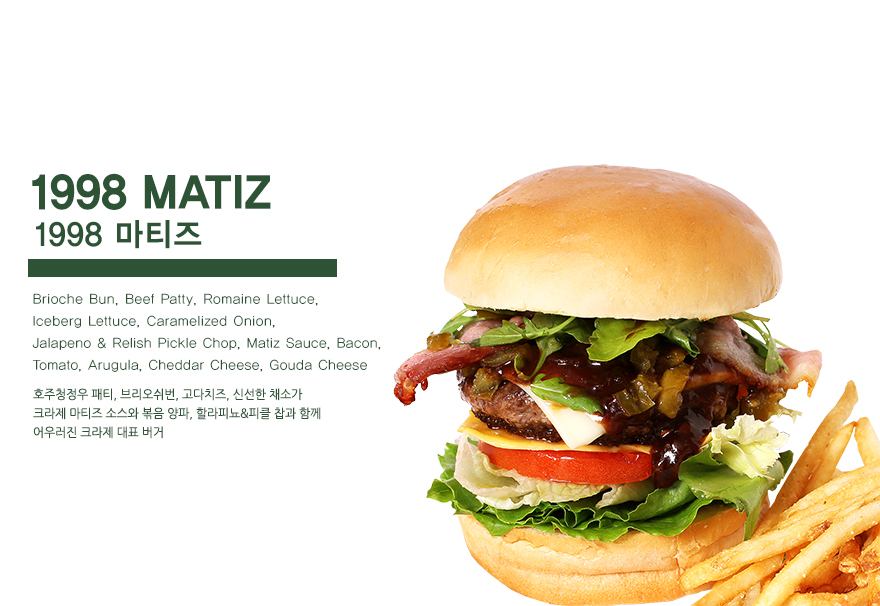 1998 MATIZ
1998 마티즈
Brioche Bun, Beef Patty, Romaine Lettuce,
Iceberg Lettuce, Caramelized Onion,
Jalapeno & Relish Pickle Chop, Matiz Sauce, Bacon,
Tomato, Arugula, Cheddar Cheese, Gouda Cheese
호주청정우 패티, 브리오쉬번, 고다치즈, 신선한 채소가
크라제 마티즈 소스와 볶음 양파, 할라피뇨&피클 찹과 함께
어우러진 크라제 대표 버거